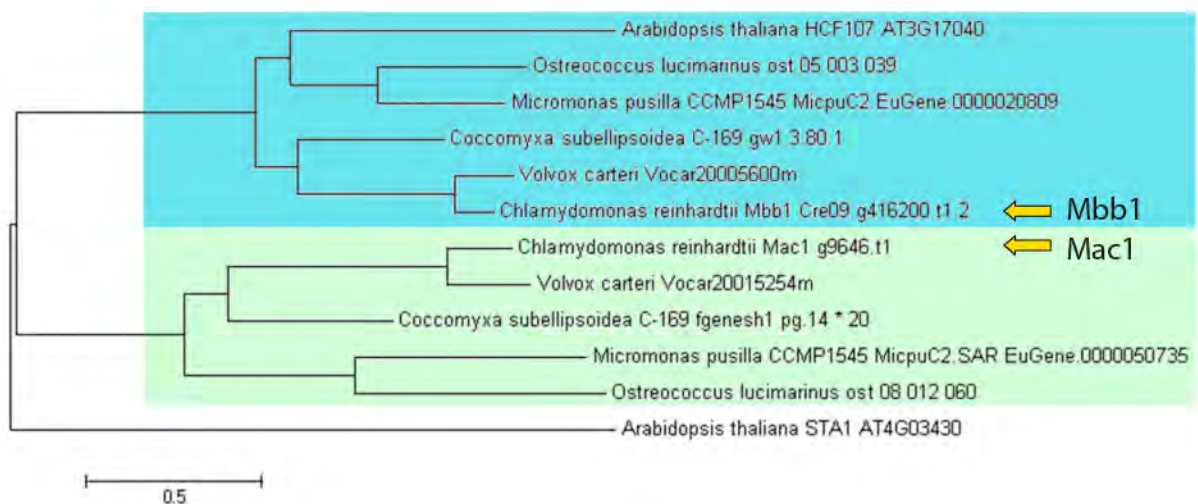 Arabidopsis thaliana HCF107 AT3G17040
Ostreococcus lucimarinus ost 05 003 039
Micromonas pusilla CCMP1545 MicpuC2.EuGene.0000020809
Coccomyxa subellipsoidea C-169 gw1 3.80 1
Volvox carteri Vocar20005600m
Chlamydomonas reinhardtii Mbb1 Cre09 g416200 t1 2
Mbb1
Chlamydomonas reinhardtii Mac1 g9646.t1
Mac1
Volvox carteri Vocar20015254m
Coccomyxa subellipsoidea C-169 fgenesh1 pg.14 * 20
Micromonas pusilla CCMP1545 MicpuC2.SAR EuGene.0000050735
Ostreococcus lucimarinus ost 08 012 060
Arabidopsis thaliana STA1 AT4G03430
0.5